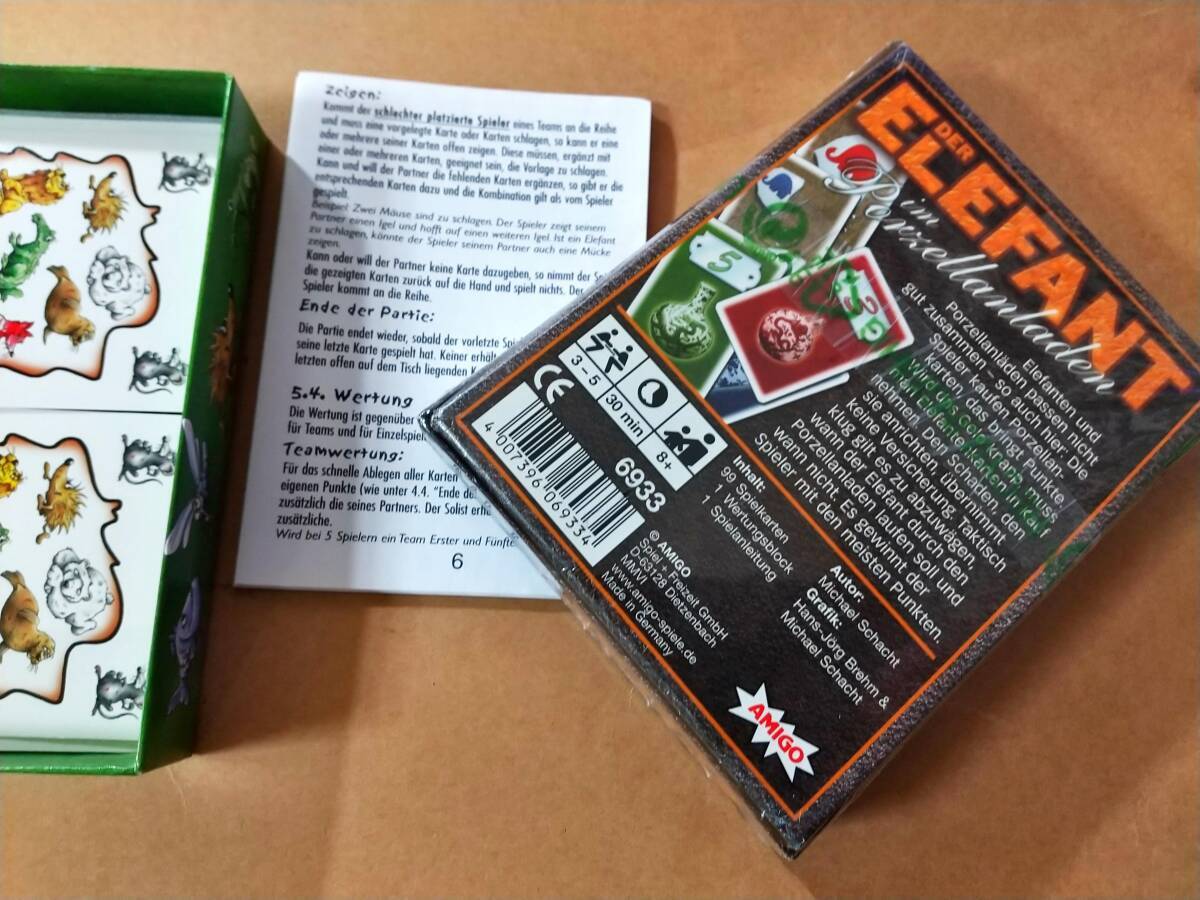 Zeigen:
Kommt der schlechter platzierte Spieler eines Teams an die Reihe
und muss eine vorgelegte Karte oder Karten schlagen, so kann er eine
oder mehrere seiner Karten offen zeigen. Diese müssen, ergänzt mit
einer oder mehreren Karten, geeignet sein, die Vorlage zu schlagen.
Kann und will der Partner die fehlenden Karten ergänzen, so gibt er die
entsprechenden Karten dazu und die Kombination gilt als vom Spieler
gespielt.
Beispiel: Zwei Mäuse sind zu schlagen. Der Spieler zeigt seinem
Partner einen Igel und hofft auf einen weiteren Igel. Ist ein Elefant
zu schlagen, könnte der Spieler seinem Partner auch eine Mücke
zeigen.
Kann oder will der Partner keine Karte dazugeben, so nimmt der
die gezeigten Karten zurück auf die Hand und spielt nichts. Der
Spieler kommt an die Reihe.
Ende der Partie:
Die Partie endet wieder, sobald der vorletzte
seine letzte Karte gespielt hat. Keiner
letzten offen auf dem Tisch liegenden
5.4. Wertung
Die Wertung ist gegenüber
für Teams und für
Teamwertung:
Für das schnelle Ablegen aller Karten
eigenen Punkte (wie unter 4.4. "Ende
zusätzlich die seines Partners. Der Solist
zusätzliche.
Wird bei 5 Spielern ein Team Erster und
6
DER
ELEFANT
im
Porzellanladen
5
3
Elefanten und
Porzellanläden passen nicht
gut zusammen – so auch hier: Die
Spieler kaufen Porzellan-
karten, das bringt Punkte.
nehmen. Den Schaden, den
sie anrichten, übernimmt
keine Versicherung. Taktisch
klug gilt es abzuwägen,
wann der Elefant durch den
Porzellanladen laufen soll und
wann nicht. Es gewinnt der
Spieler mit den meisten Punkten.
3 – 5
30 min
8+
CE
6933
4 007396 069334
Inhalt:
99 Spielkarten
1 Wertungsblock
1 Spielanleitung
© AMIGO
Spiel + Freizeit GmbH
D-63128 Dietzenbach
MMVI
www.amigo-spiele.de
Made in
Germany
Autor:
Michael Schacht
Grafik:
Hans-Jörg Brehm &
Michael Schacht
AMIGO